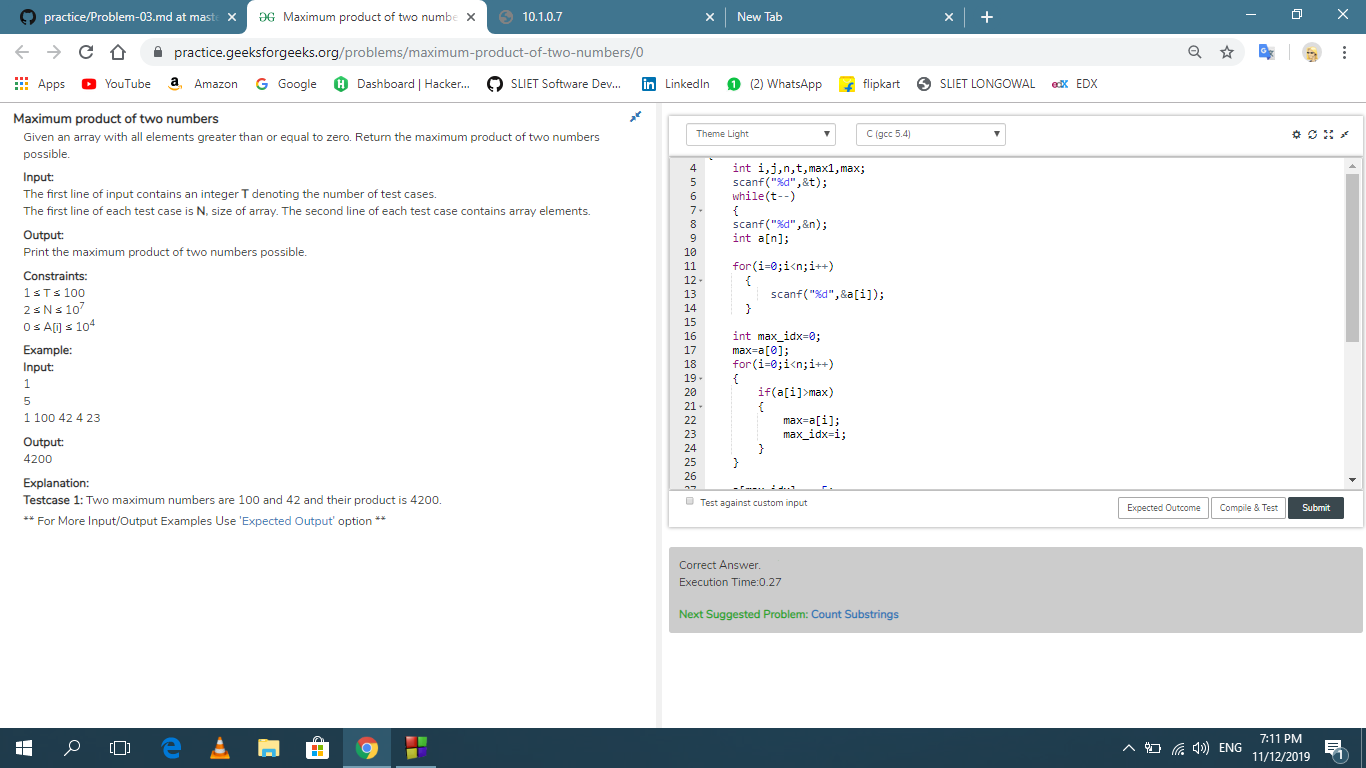 practice/Problem-03.md at mast
Maximum product of two numbe
10.1.0.7
New Tab
practice.geeksforgeeks.org/problems/maximum-product-of-two-numbers/0
Apps YouTube Amazon Google Dashboard | Hacker... SLIET Software Dev... LinkedIn (2) WhatsApp flipkart SLIET LONGOWAL EDX
Maximum product of two numbers
Given an array with all elements greater than or equal to zero. Return the maximum product of two numbers
possible.
Input:
The first line of input contains an integer T denoting the number of test cases.
The first line of each test case is N, size of array. The second line of each test case contains array elements.
Output:
Print the maximum product of two numbers possible.
Constraints:
1 ≤ T ≤ 100
2 ≤ N ≤ 10^7
0 ≤ A[i] ≤ 10^4
Example:
Input:
1
5
1 100 42 4 23
Output:
4200
Explanation:
Testcase 1: Two maximum numbers are 100 and 42 and their product is 4200.
** For More Input/Output Examples Use 'Expected Output' option **
Theme Light
C (gcc 5.4)
4 int i,j,n,t,max1,max;
5 scanf("%d",&t);
6 while(t--)
7 {
8 scanf("%d",&n);
9 int a[n];
10
11 for(i=0;i<n;i++)
12 {
13 scanf("%d",&a[i]);
14 }
15
16 int max_idx=0;
17 max=a[0];
18 for(i=0;i<n;i++)
19 {
20 if(a[i]>max)
21 {
22 max=a[i];
23 max_idx=i;
24 }
25 }
26
Test against custom input
Expected Outcome
Compile & Test
Submit
Correct Answer.
Execution Time:0.27
Next Suggested Problem: Count Substrings
ENG
7:11 PM
11/12/2019
1